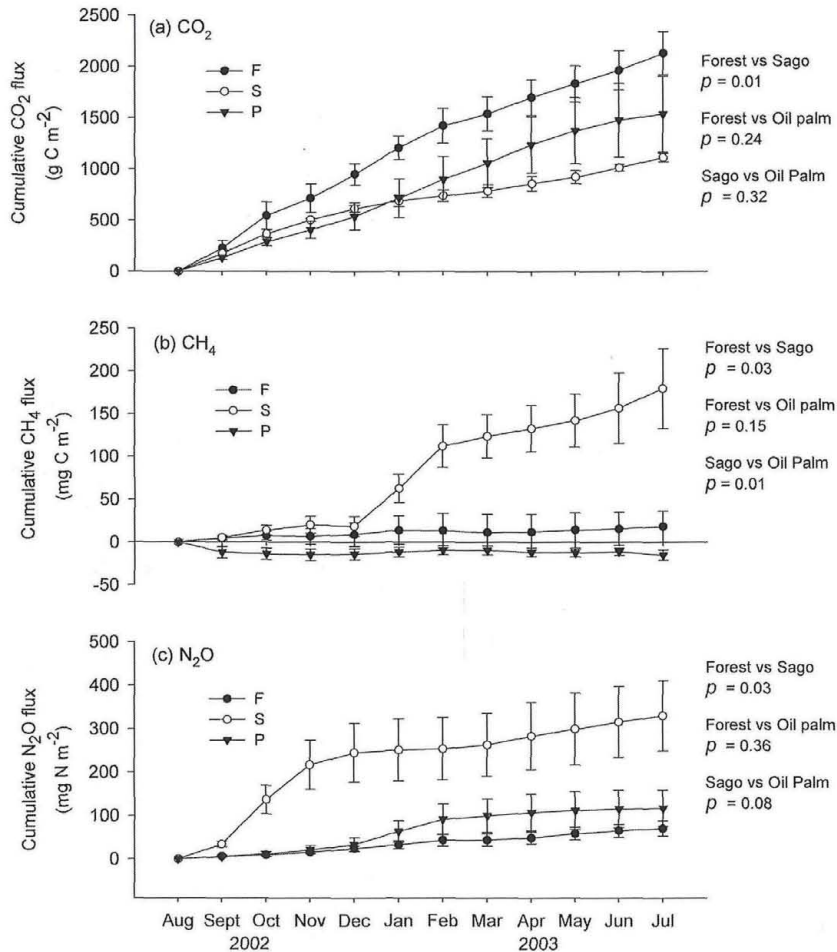 (a) CO₂
F
S
P
Cumulative CO₂ flux
(g C m⁻²)
2500
2000
1500
1000
500
0
Forest vs Sago
p = 0.01
Forest vs Oil palm
p = 0.24
Sago vs Oil Palm
p = 0.32
(b) CH₄
F
S
P
Cumulative CH₄ flux
(mg C m⁻²)
250
200
150
100
50
0
-50
Forest vs Sago
p = 0.03
Forest vs Oil palm
p = 0.15
Sago vs Oil Palm
p = 0.01
(c) N₂O
F
S
P
Cumulative N₂O flux
(mg N m⁻²)
500
400
300
200
100
0
Forest vs Sago
p = 0.03
Forest vs Oil palm
p = 0.36
Sago vs Oil Palm
p = 0.08
Aug Sept Oct Nov Dec Jan Feb Mar Apr May Jun Jul
2002 2003